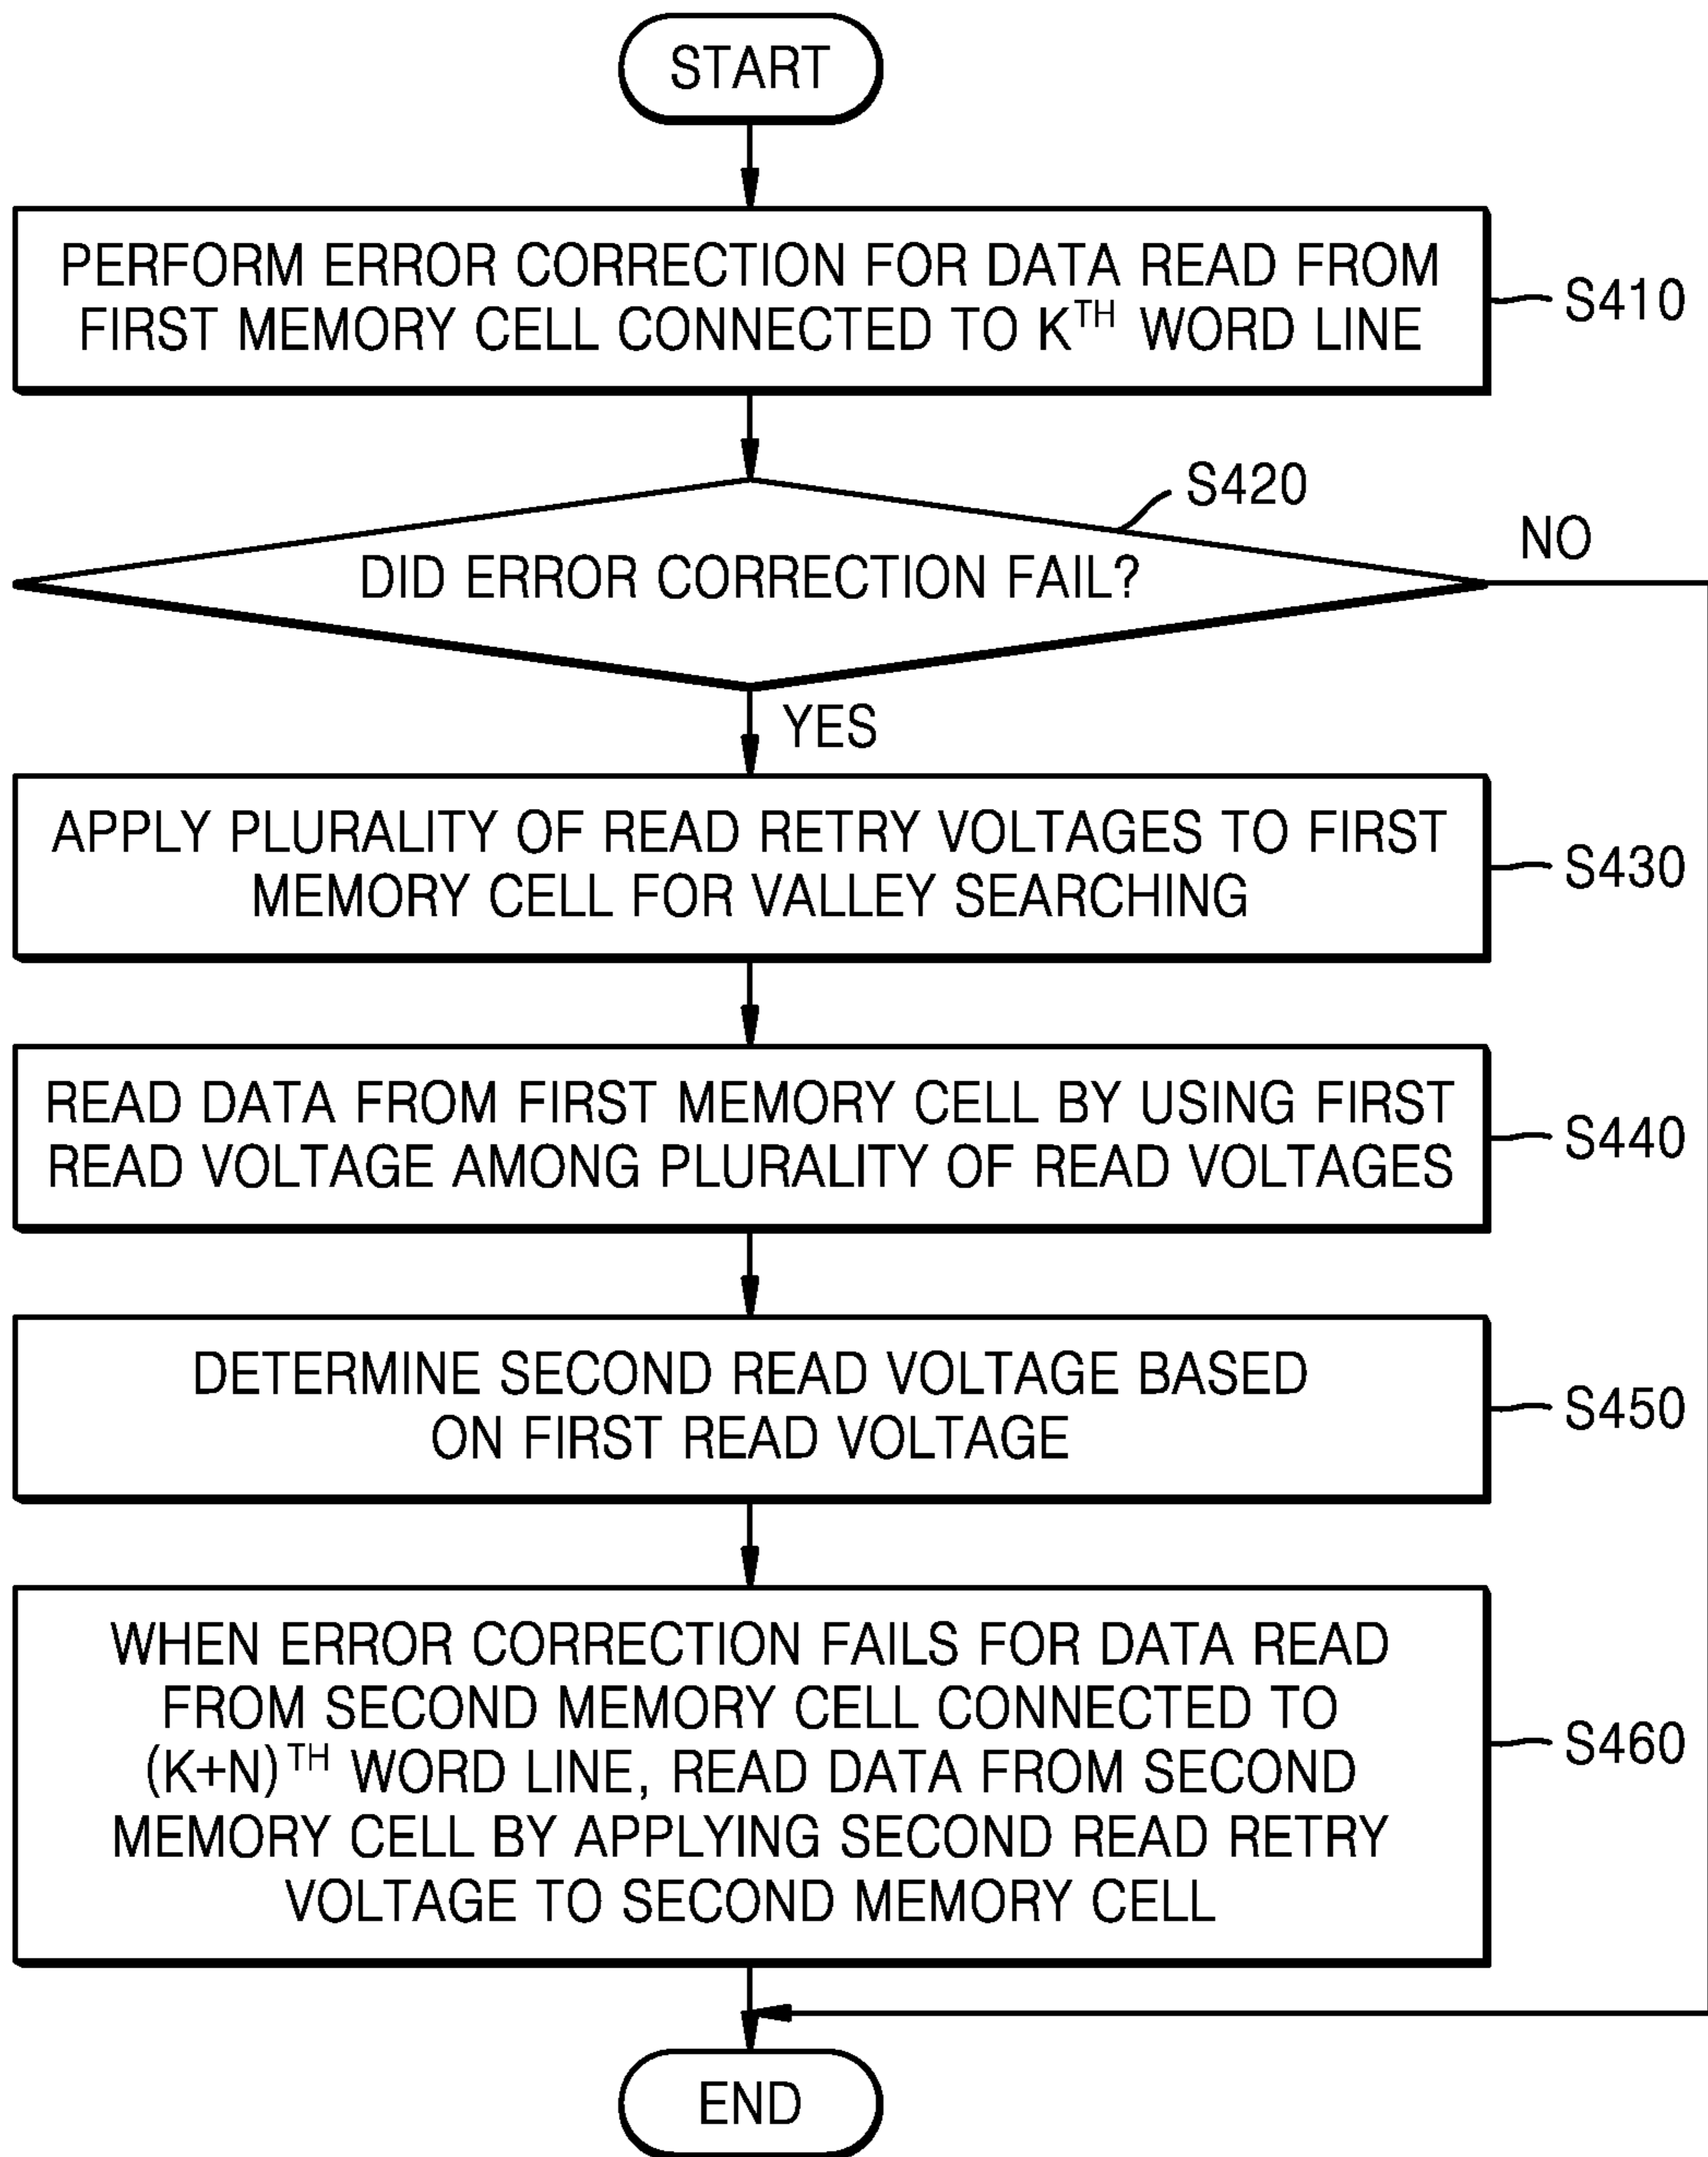 START
PERFORM ERROR CORRECTION FOR DATA READ FROM
FIRST MEMORY CELL CONNECTED TO KTH WORD LINE
S410
S420
DID ERROR CORRECTION FAIL?
NO
YES
APPLY PLURALITY OF READ RETRY VOLTAGES TO FIRST
MEMORY CELL FOR VALLEY SEARCHING
S430
READ DATA FROM FIRST MEMORY CELL BY USING FIRST
READ VOLTAGE AMONG PLURALITY OF READ VOLTAGES
S440
DETERMINE SECOND READ VOLTAGE BASED
ON FIRST READ VOLTAGE
S450
WHEN ERROR CORRECTION FAILS FOR DATA READ
FROM SECOND MEMORY CELL CONNECTED TO
(K+N)TH WORD LINE, READ DATA FROM SECOND
MEMORY CELL BY APPLYING SECOND READ RETRY
VOLTAGE TO SECOND MEMORY CELL
S460
END